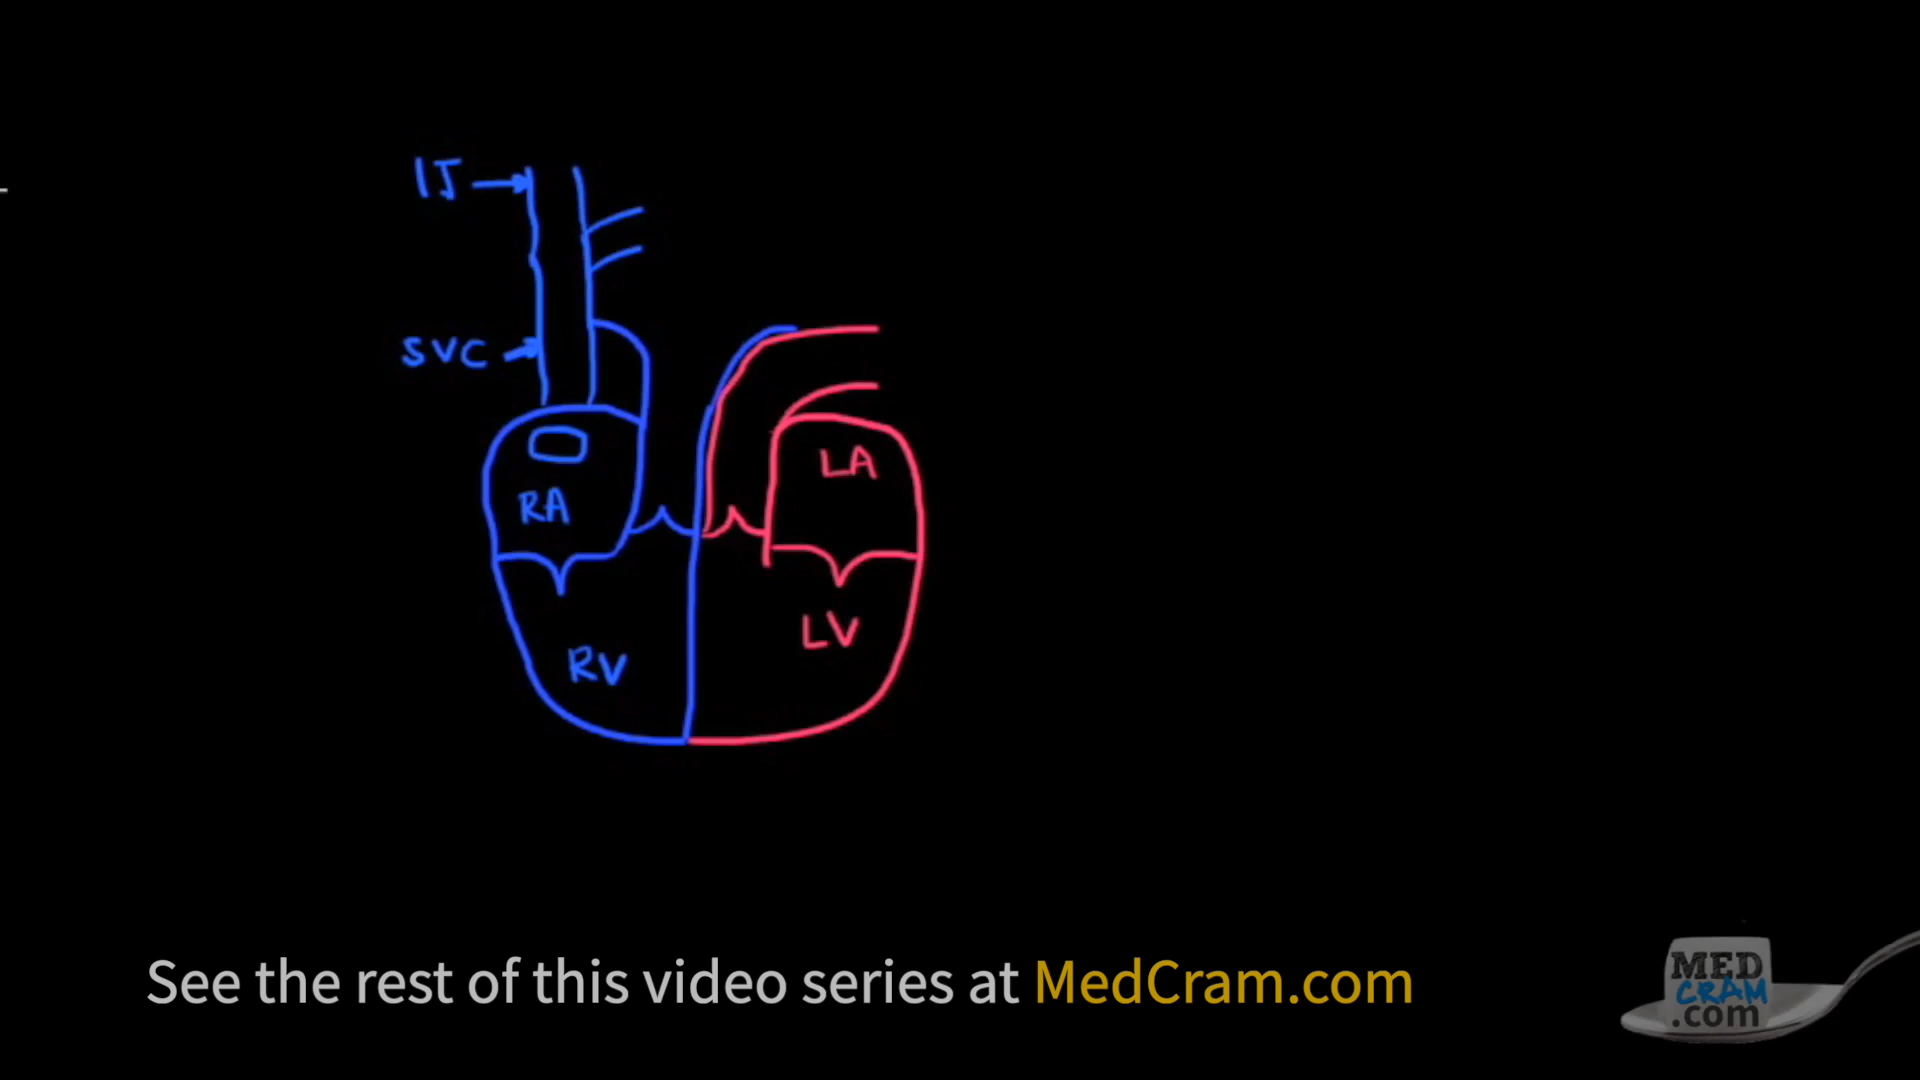 IJ
SVC
LA
RA
LV
RV
See the rest of this video series at MedCram.com
MED
CRAM
.com